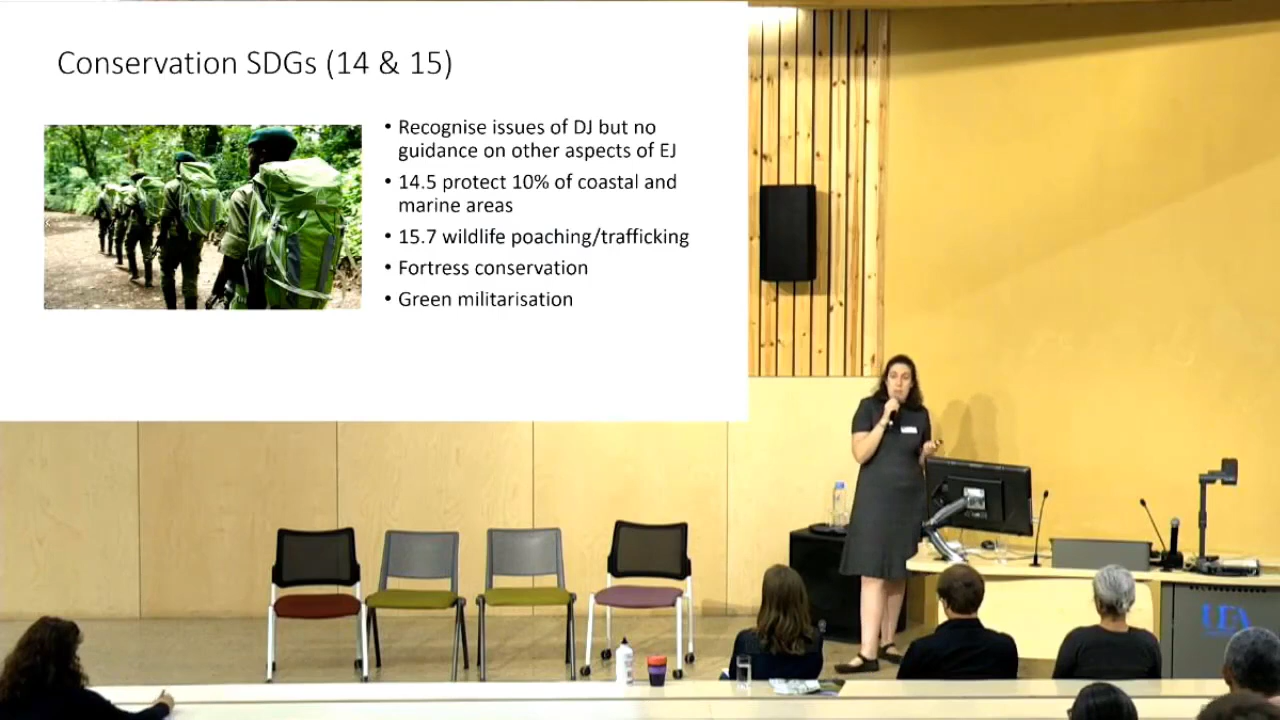 Conservation SDGs (14 & 15)
• Recognise issues of DJ but no
guidance on other aspects of EJ
• 14.5 protect 10% of coastal and
marine areas
• 15.7 wildlife poaching/trafficking
• Fortress conservation
• Green militarisation
UEA